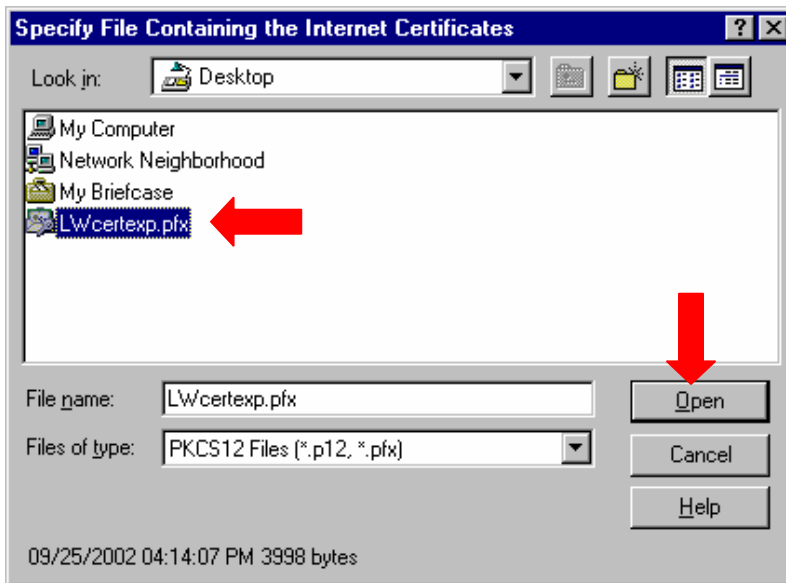 Specify File Containing the Internet Certificates
Look in: Desktop
My Computer
Network Neighborhood
My Briefcase
LWcertexp.pfx
File name: LWcertexp.pfx Open
Files of type: PKCS12 Files (*.p12, *.pfx) Cancel
Help
09/25/2002 04:14:07 PM 3998 bytes